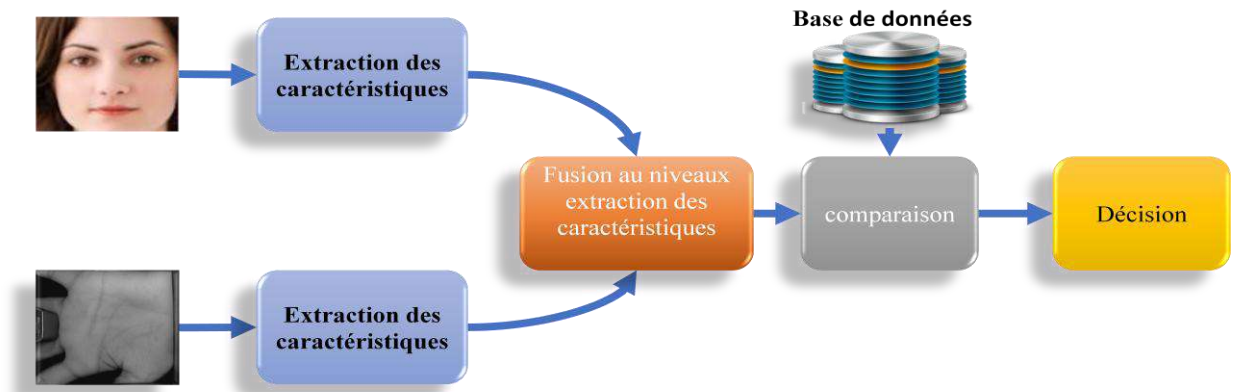 Base de données
Extraction des
caractéristiques
Fusion au niveaux
extraction des
caractéristiques
comparaison
Décision
Extraction des
caractéristiques